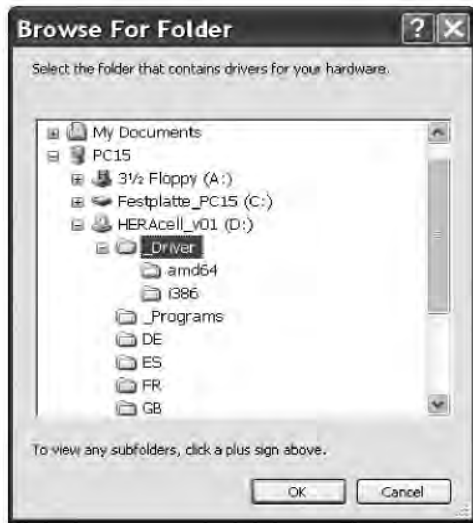 Browse For Folder
Select the folder that contains drivers for your hardware.
My Documents
PC15
3½ Floppy (A:)
Festplatte_PC15 (C:)
HERAcell_v01 (D:)
_Driver
amd64
i386
_Programs
DE
ES
FR
GB
To view any subfolders, click a plus sign above.
OK Cancel